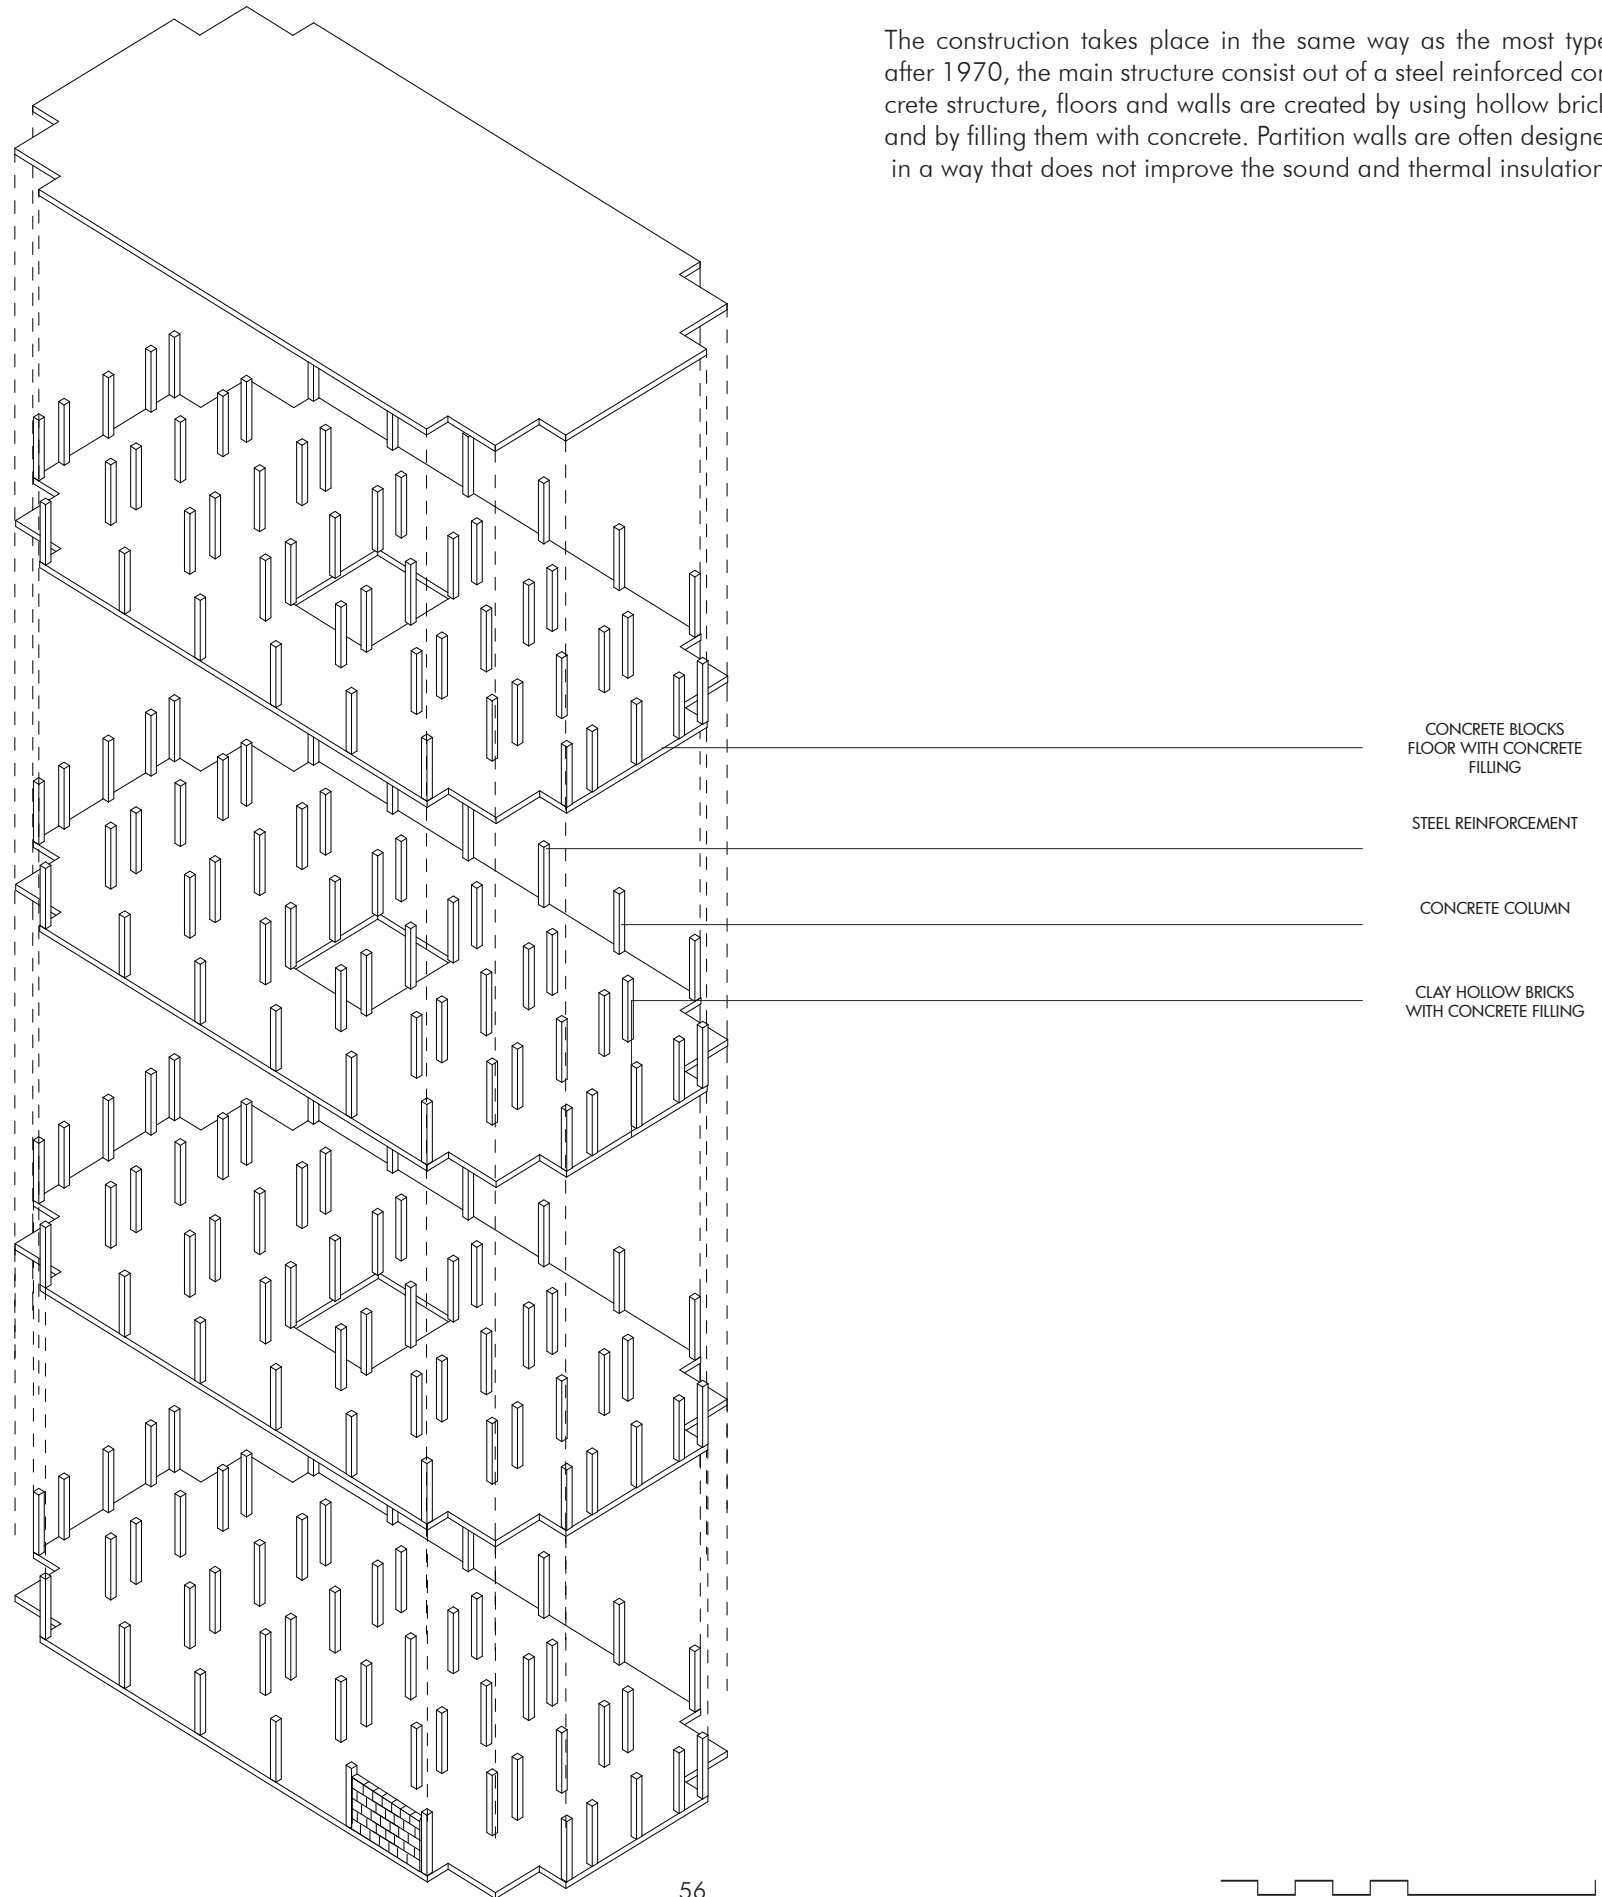 The construction takes place in the same way as the most type
after 1970, the main structure consist out of a steel reinforced con
crete structure, floors and walls are created by using hollow brick
and by filling them with concrete. Partition walls are often designe
in a way that does not improve the sound and thermal insulation
CONCRETE BLOCKS
FLOOR WITH CONCRETE
FILLING
STEEL REINFORCEMENT
CONCRETE COLUMN
CLAY HOLLOW BRICKS
WITH CONCRETE FILLING
56